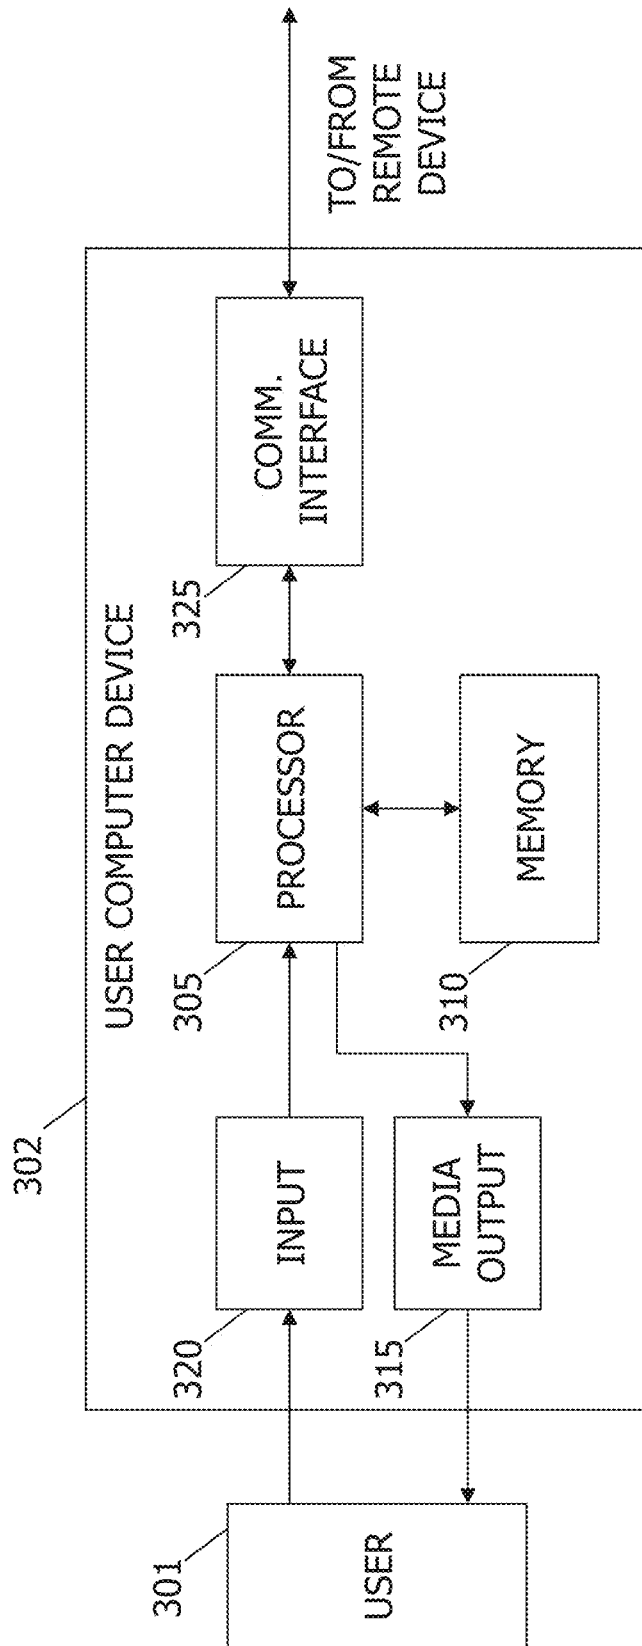 302
USER COMPUTER DEVICE
301
USER
320
INPUT
305
PROCESSOR
325
COMM.
INTERFACE
TO/FROM
REMOTE
DEVICE
315
MEDIA
OUTPUT
310
MEMORY